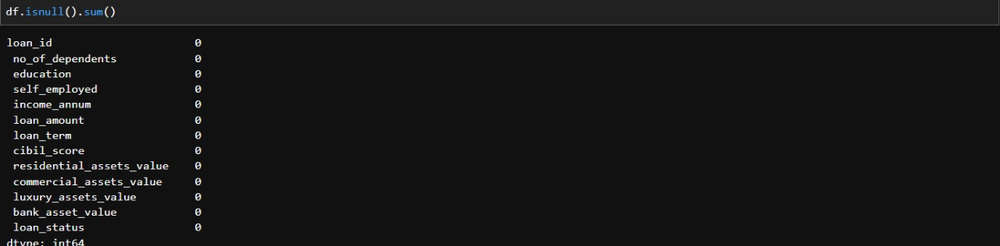 df.isnull().sum()
loan_id 0
no_of_dependents 0
education 0
self_employed 0
income_annum 0
loan_amount 0
loan_term 0
cibil_score 0
residential_assets_value 0
commercial_assets_value 0
luxury_assets_value 0
bank_asset_value 0
loan_status 0
dtype: int64